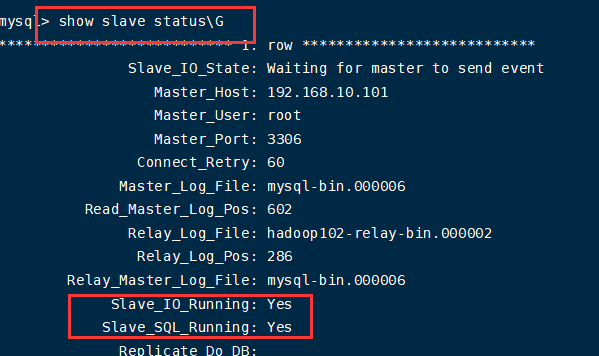 mysql> show slave status\G
*************************** 1. row ***************************
Slave_IO_State: Waiting for master to send event
Master_Host: 192.168.10.101
Master_User: root
Master_Port: 3306
Connect_Retry: 60
Master_Log_File: mysql-bin.000006
Read_Master_Log_Pos: 602
Relay_Log_File: hadoop102-relay-bin.000002
Relay_Log_Pos: 286
Relay_Master_Log_File: mysql-bin.000006
Slave_IO_Running: Yes
Slave_SQL_Running: Yes
Replicate_Do_DB: